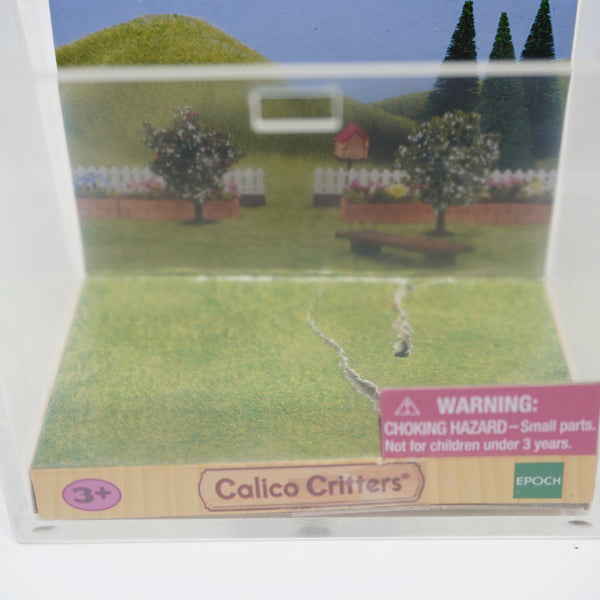 WARNING:
CHOKING HAZARD – Small parts.
Not for children under 3 years.
3+
Calico Critters®
EPOCH